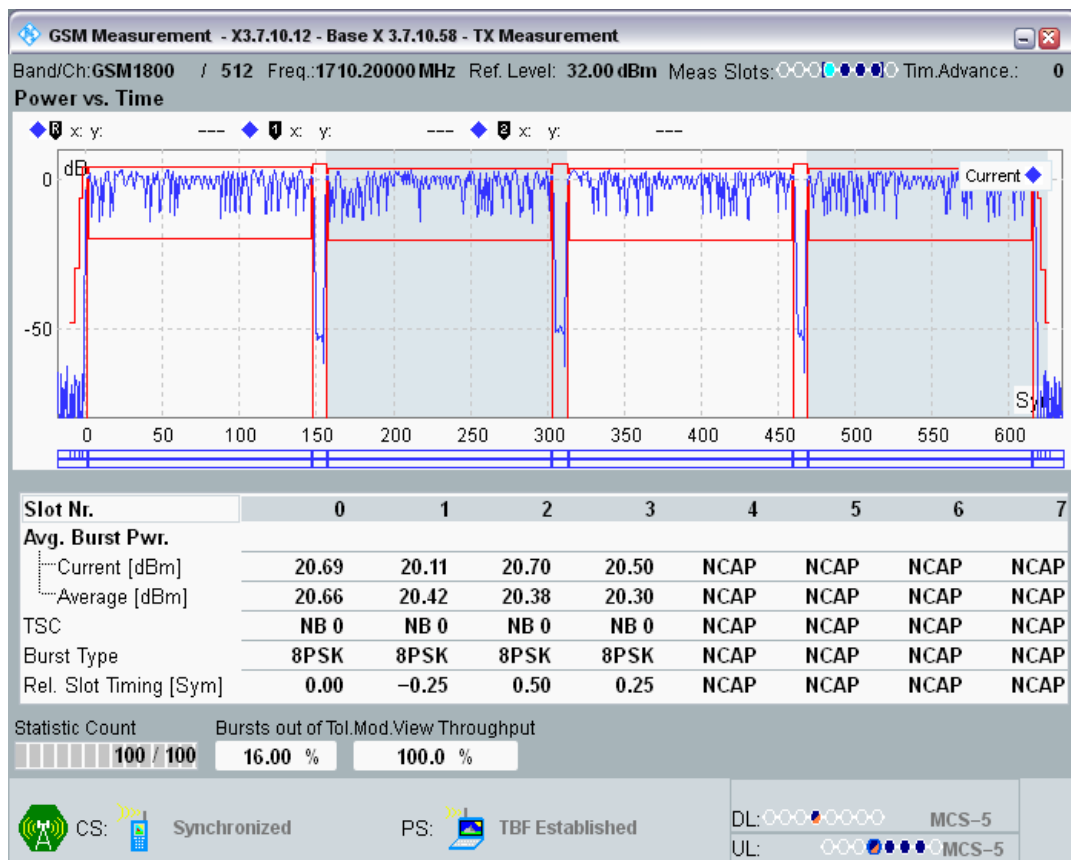 GSM Measurement - X3.7.10.12 - Base X 3.7.10.58 - TX Measurement
Band/Ch:GSM1800 / 512 Freq.:1710.20000 MHz Ref. Level: 32.00 dBm Meas Slots: Tim.Advance.: 0
Power vs. Time
R x: y: --- 1 x: y: --- 2 x: y: ---
dB
Current
0
-50
0 50 100 150 200 250 300 350 400 450 500 550 600
Slot Nr. 0 1 2 3 4 5 6 7
Avg. Burst Pwr.
Current [dBm] 20.69 20.11 20.70 20.50 NCAP NCAP NCAP NCAP
Average [dBm] 20.66 20.42 20.38 20.30 NCAP NCAP NCAP NCAP
TSC NB 0 NB 0 NB 0 NB 0 NCAP NCAP NCAP NCAP
Burst Type 8PSK 8PSK 8PSK 8PSK NCAP NCAP NCAP NCAP
Rel. Slot Timing [Sym] 0.00 −0.25 0.50 0.25 NCAP NCAP NCAP NCAP
Statistic Count Bursts out of Tol.Mod.View Throughput
100 / 100 16.00 % 100.0 %
CS: Synchronized PS: TBF Established DL: MCS−5
UL: MCS−5